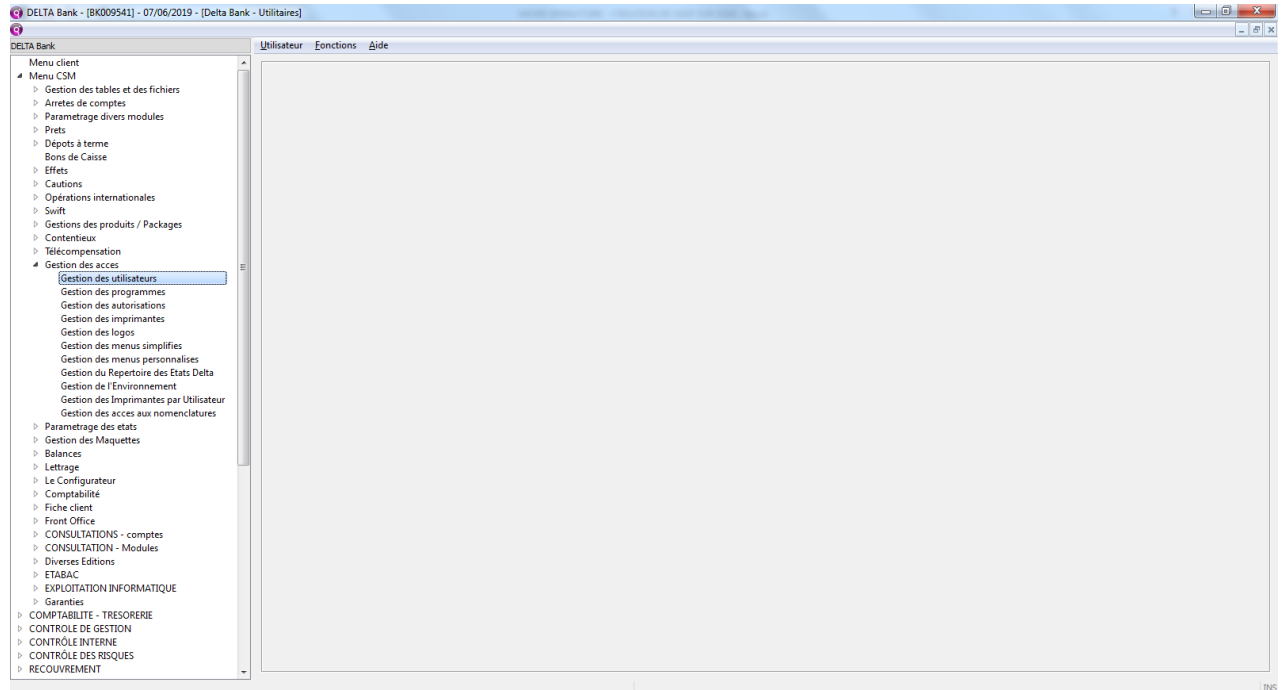 DELTA Bank - [BK009541] - 07/06/2019 - [Delta Bank - Utilitaires]
DELTA Bank
Utilisateur Fonctions Aide
Menu client
Menu CSM
Gestion des tables et des fichiers
Arretes de comptes
Parametrage divers modules
Prets
Dépots à terme
Bons de Caisse
Effets
Cautions
Opérations internationales
Swift
Gestions des produits / Packages
Contentieux
Télécompensation
Gestion des acces
Gestion des utilisateurs
Gestion des programmes
Gestion des autorisations
Gestion des imprimantes
Gestion des logos
Gestion des menus simplifies
Gestion des menus personnalises
Gestion du Repertoire des Etats Delta
Gestion de l'Environnement
Gestion des Imprimantes par Utilisateur
Gestion des acces aux nomenclatures
Parametrage des etats
Gestion des Maquettes
Balances
Lettrage
Le Configurateur
Comptabilité
Fiche client
Front Office
CONSULTATIONS - comptes
CONSULTATION - Modules
Diverses Editions
ETABAC
EXPLOITATION INFORMATIQUE
Garanties
COMPTABILITE - TRESORERIE
CONTROLE DE GESTION
CONTRÔLE INTERNE
CONTRÔLE DES RISQUES
RECOUVREMENT
INS